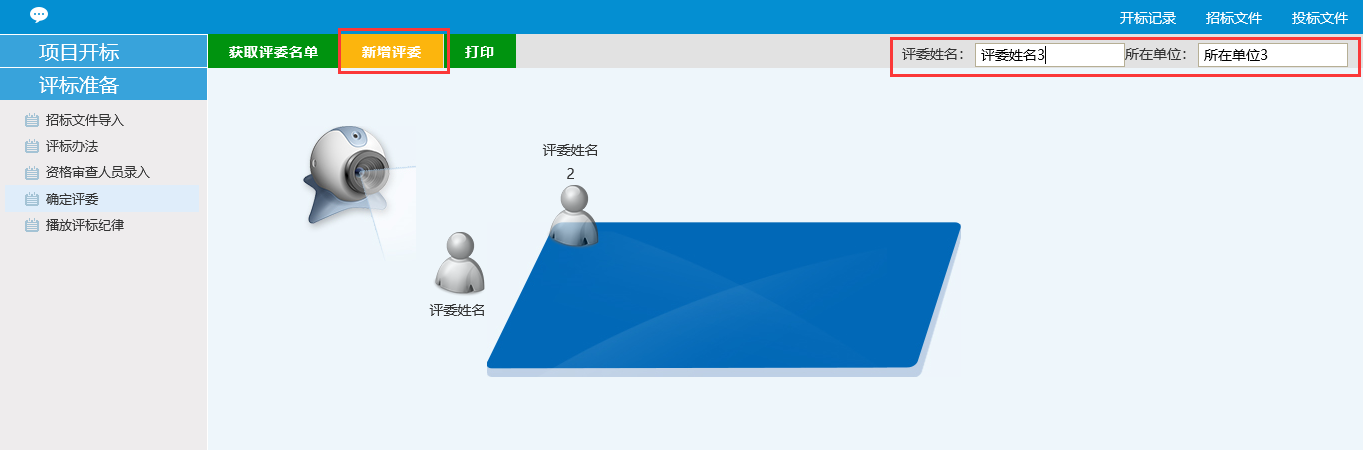 开标记录 招标文件 投标文件
项目开标
获取评委名单 新增评委 打印
评委姓名： 评委姓名3 所在单位： 所在单位3
评标准备
招标文件导入
评标办法
资格审查人员录入
确定评委
播放评标纪律
评委姓名
2
评委姓名